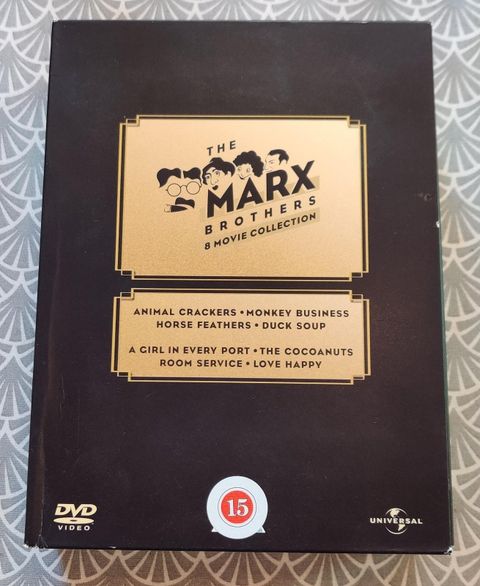 THE
MARX
BROTHERS
8 MOVIE COLLECTION
ANIMAL CRACKERS • MONKEY BUSINESS
HORSE FEATHERS • DUCK SOUP
A GIRL IN EVERY PORT • THE COCOANUTS
ROOM SERVICE • LOVE HAPPY
DVD
VIDEO
15
UNIVERSAL